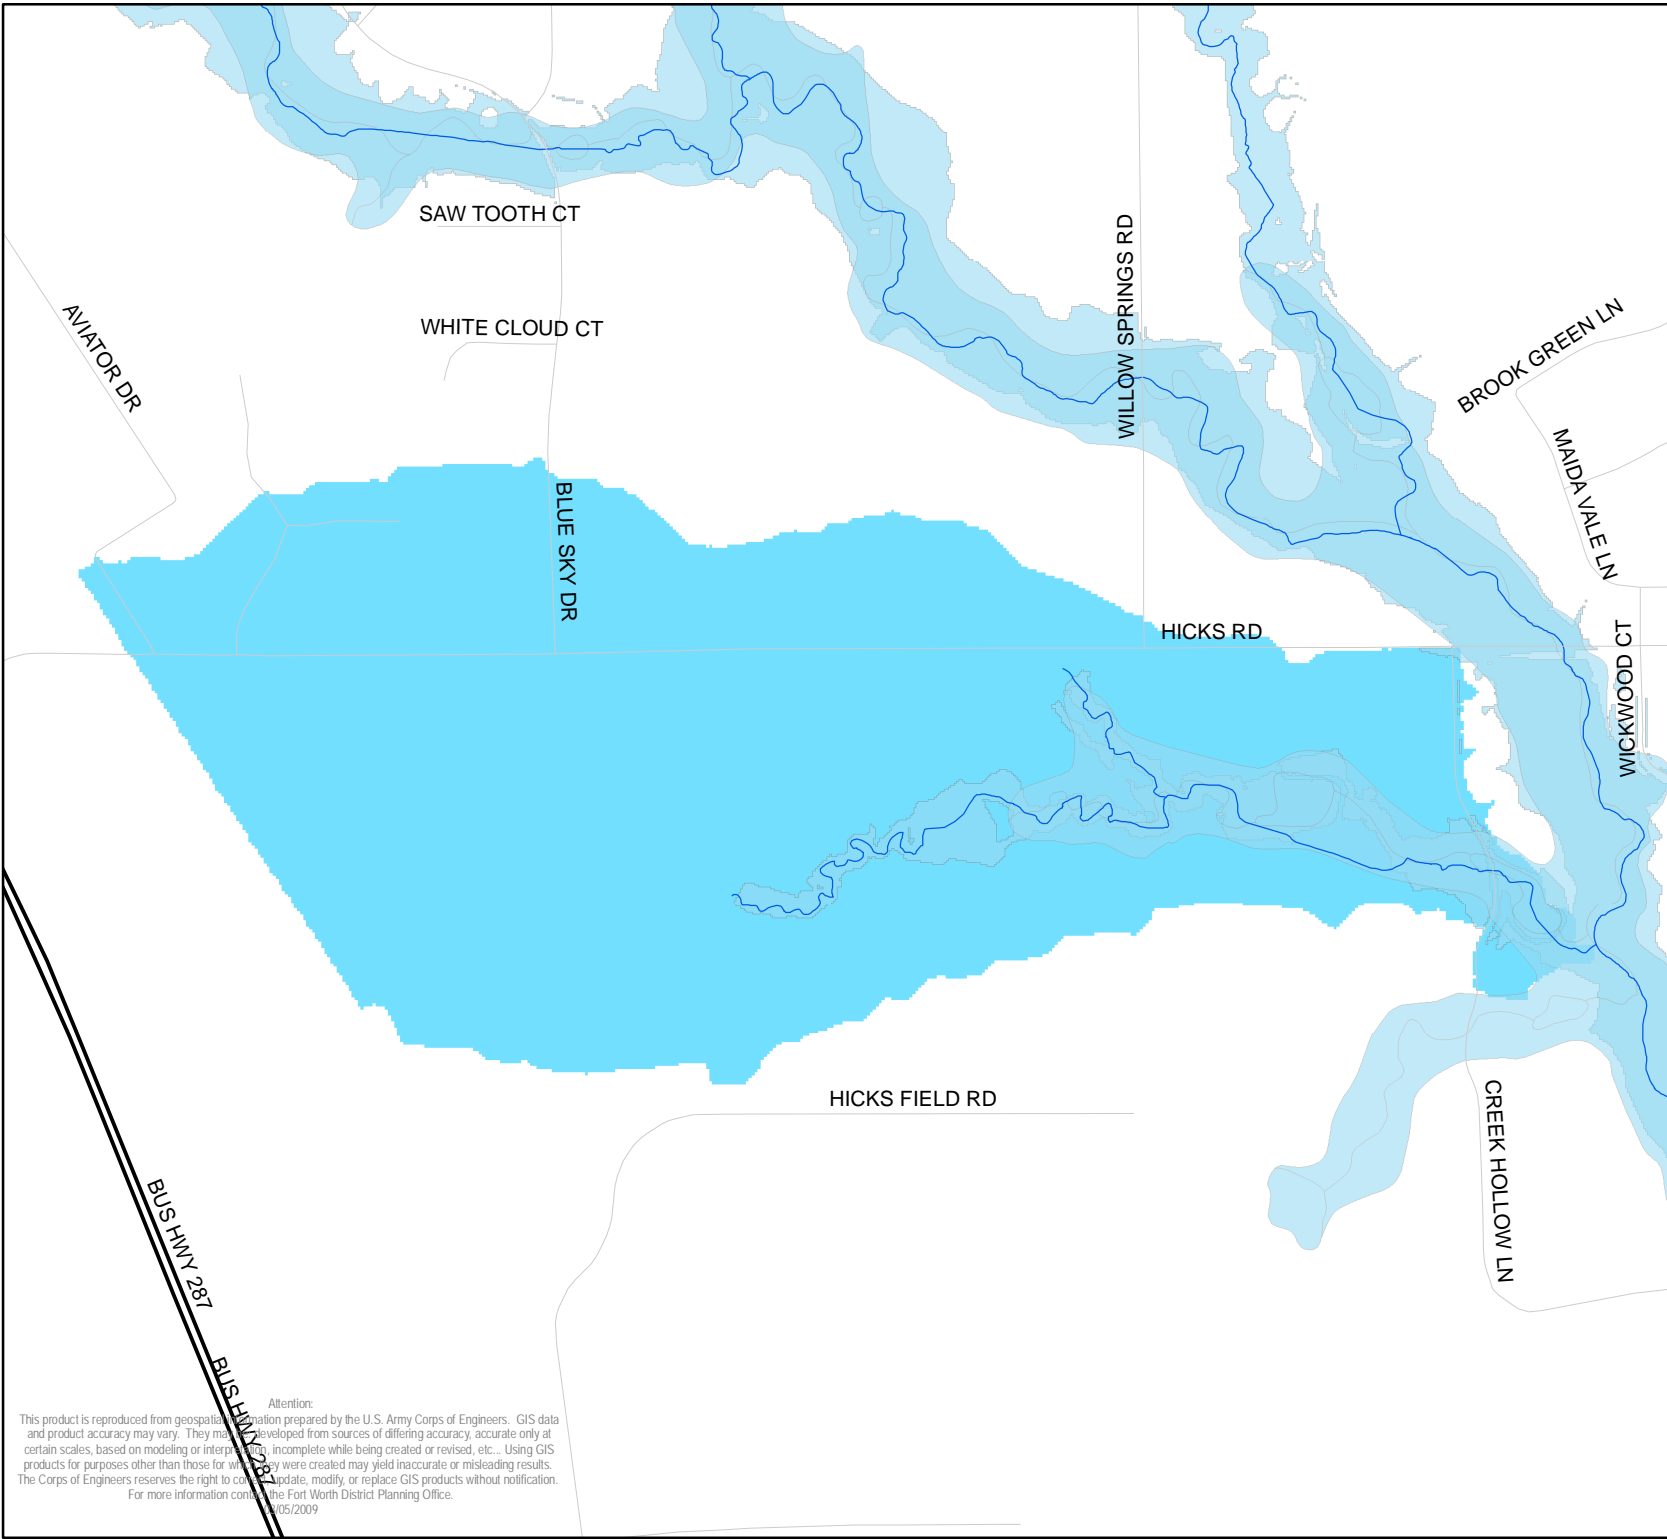 SAW TOOTH CT
WILLOW SPRINGS RD
AVIATOR DR
WHITE CLOUD CT
BROOK GREEN LN
MAIDA VALE LN
BLUE SKY DR
HICKS RD
WICKWOOD CT
HICKS FIELD RD
CREEK HOLLOW LN
BUS HWY 287
BUS HWY 287
Attention:
This product is reproduced from geospatial information prepared by the U.S. Army Corps of Engineers. GIS data
and product accuracy may vary. They may be developed from sources of differing accuracy, accurate only at
certain scales, based on modeling or interpretation, incomplete while being created or revised, etc... Using GIS
products for purposes other than those for which they were created may yield inaccurate or misleading results.
The Corps of Engineers reserves the right to correct, update, modify, or replace GIS products without notification.
For more information contact the Fort Worth District Planning Office.
/05/2009